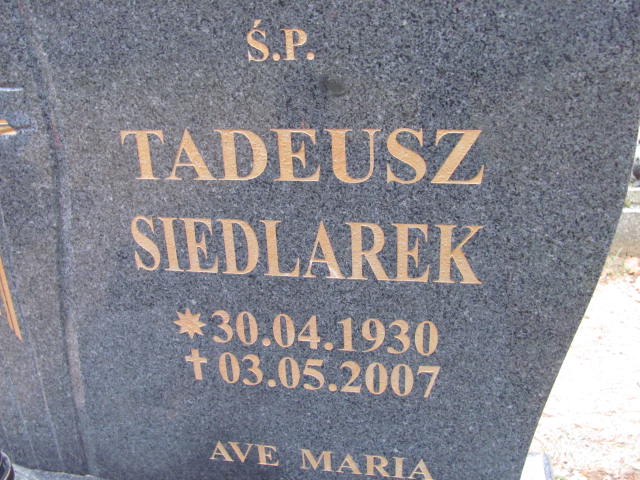 Ś.P.
TADEUSZ
SIEDLAREK
✴30.04.1930
✝03.05.2007
AVE MARIA